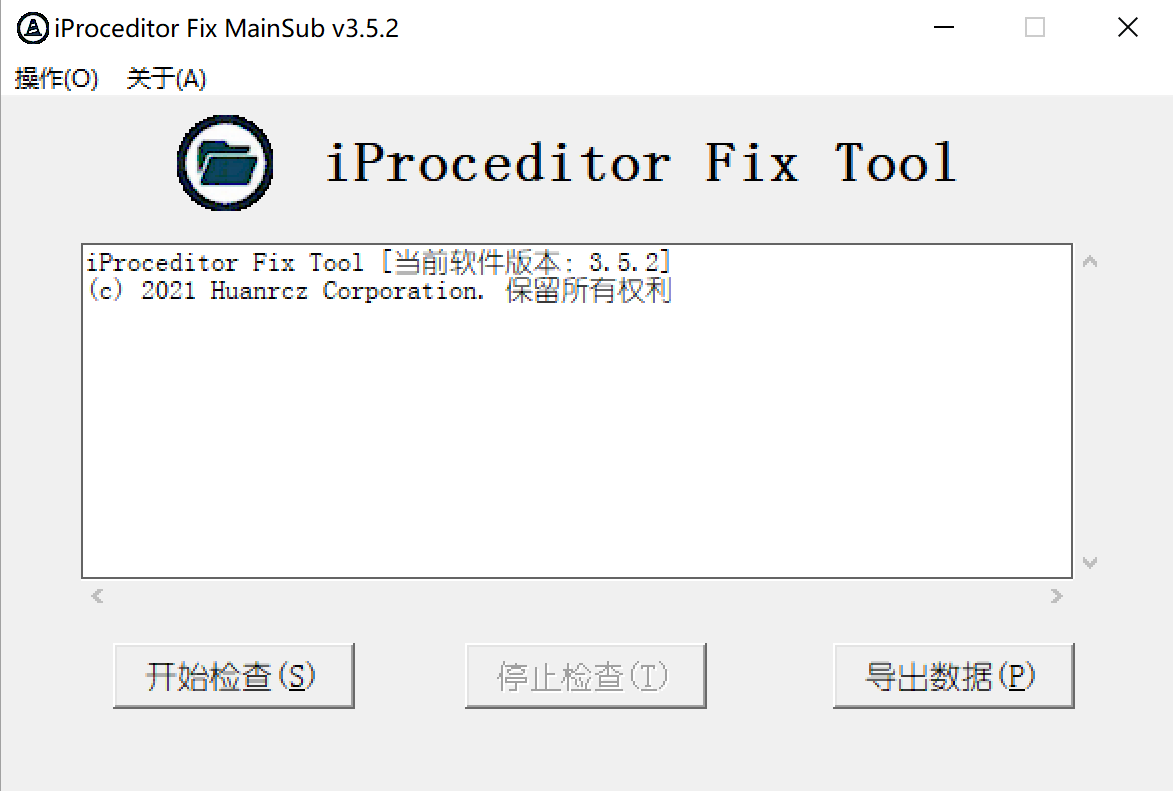 iProceditor Fix MainSub v3.5.2
操作(O) 关于(A)
iProceditor Fix Tool
iProceditor Fix Tool [当前软件版本: 3.5.2]
(c) 2021 Huanrcz Corporation. 保留所有权利
开始检查(S) 停止检查(T) 导出数据(P)